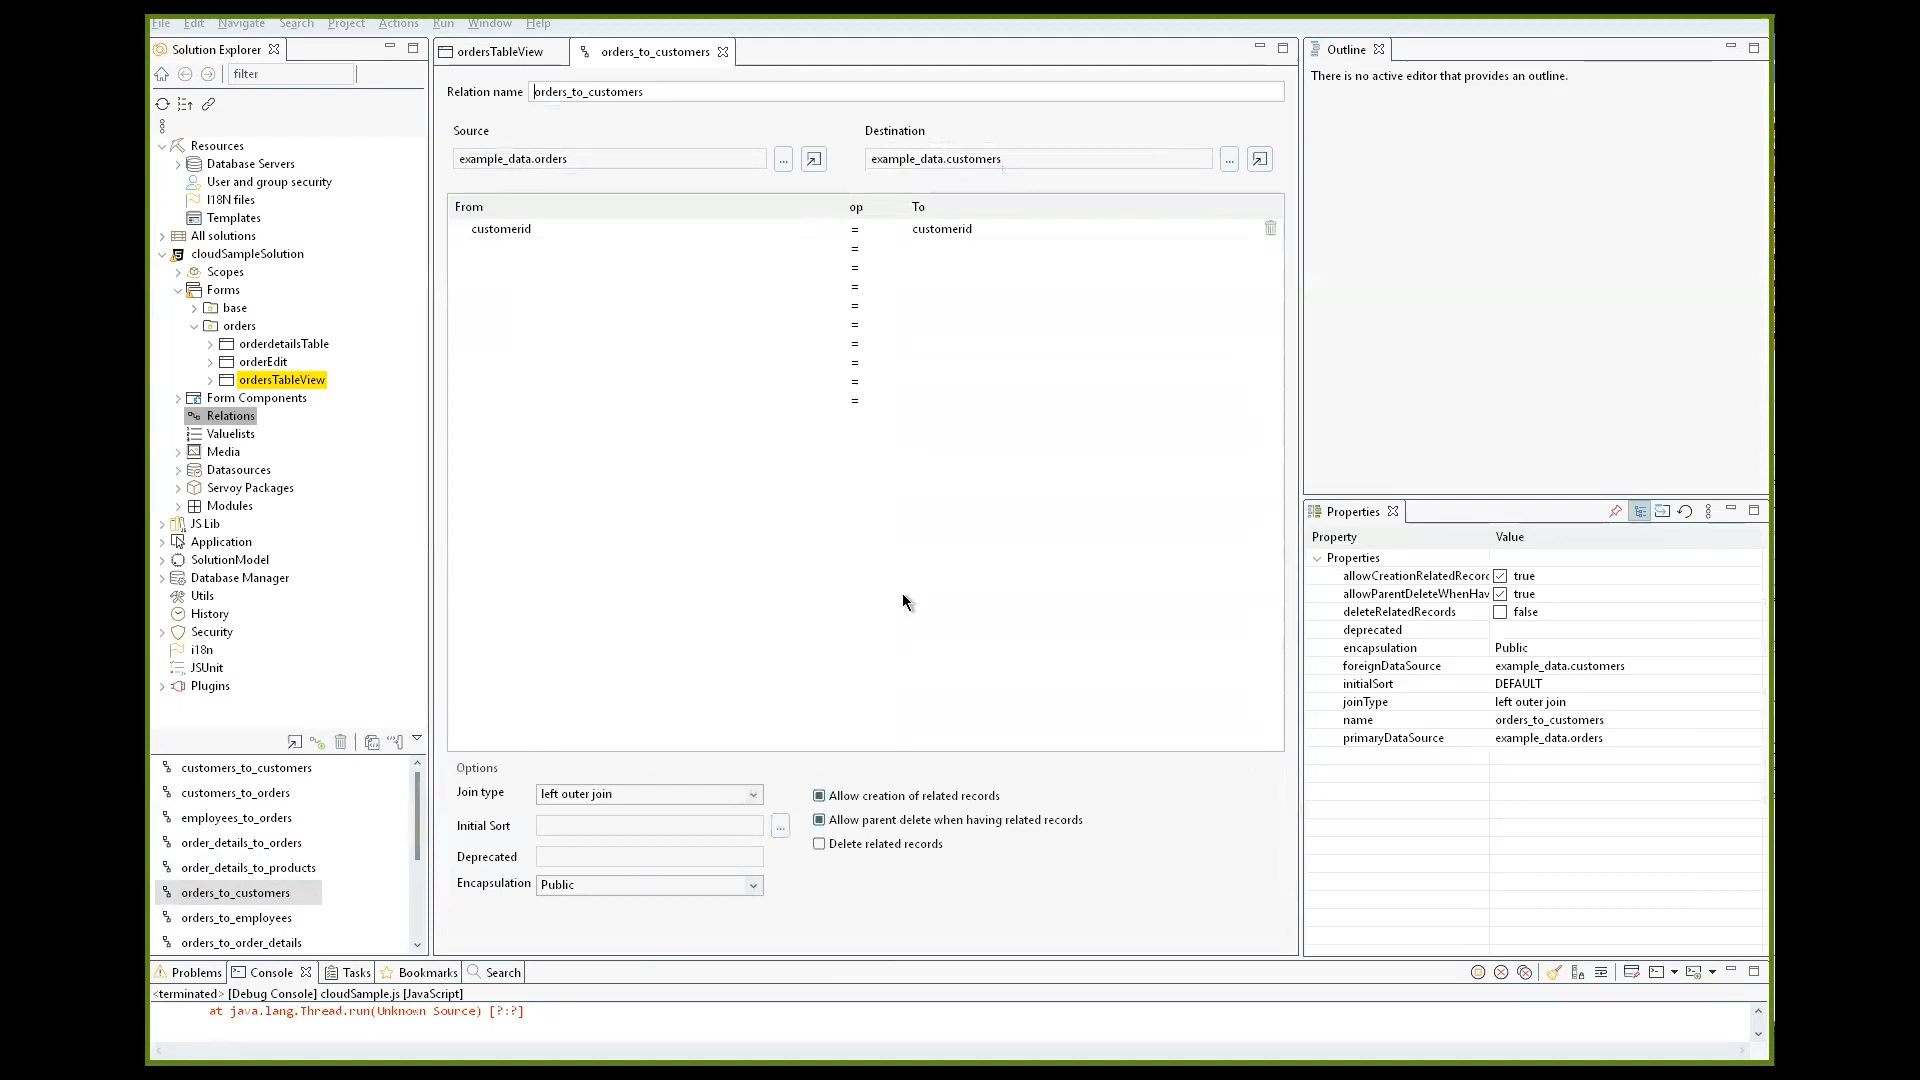 File Edit Navigate Search Project Actions Run Window Help
Solution Explorer
filter
Resources
Database Servers
User and group security
I18N files
Templates
All solutions
cloudSampleSolution
Scopes
Forms
base
orders
orderdetailsTable
orderEdit
ordersTableView
Form Components
Relations
Valuelists
Media
Datasources
Servoy Packages
Modules
JS Lib
Application
SolutionModel
Database Manager
Utils
History
Security
i18n
JSUnit
Plugins
customers_to_customers
customers_to_orders
employees_to_orders
order_details_to_orders
order_details_to_products
orders_to_customers
orders_to_employees
orders_to_order_details
ordersTableView orders_to_customers
Relation name orders_to_customers
Source Destination
example_data.orders ... example_data.customers ...
From op To
customerid = customerid
=
=
=
=
=
=
=
=
=
Options
Join type left outer join
Initial Sort ...
Deprecated
Encapsulation Public
Allow creation of related records
Allow parent delete when having related records
Delete related records
Outline
There is no active editor that provides an outline.
Properties
Property Value
Properties
allowCreationRelatedRecord true
allowParentDeleteWhenHav true
deleteRelatedRecords false
deprecated
encapsulation Public
foreignDataSource example_data.customers
initialSort DEFAULT
joinType left outer join
name orders_to_customers
primaryDataSource example_data.orders
Problems Console Tasks Bookmarks Search
<terminated> [Debug Console] cloudSample.js [JavaScript]
at java.lang.Thread.run(Unknown Source) [?:?]